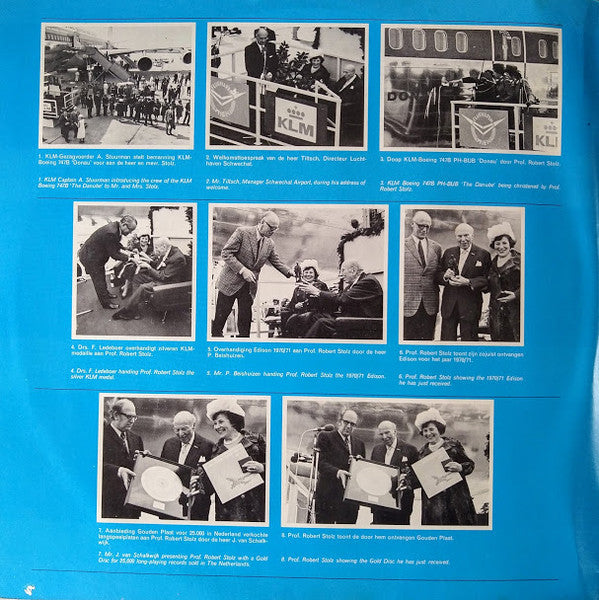 KLM
DO
1. KLM-Gezagvoerder A. Stuurman stelt bemanning KLM-
Boeing 747B 'Donau' voor aan de heer en mevr. Stolz.
1. KLM Captain A. Stuurman introducing the crew of the KLM
Boeing 747B 'The Danube' to Mr. and Mrs. Stolz.
2. Welkomsttoespraak van de heer Tiltsch, Directeur Lucht-
haven Schwechat.
2. Mr. Tiltsch, Manager Schwechat Airport, during his address of
welcome.
3. Doop KLM-Boeing 747B PH-BUB 'Donau' door Prof. Robert Stolz.
3. KLM Boeing 747B PH-BUB 'The Danube' being christened by Prof.
Robert Stolz.
4. Drs. F. Ledeboer overhandigt zilveren KLM-
medaille aan Prof. Robert Stolz.
4. Drs. F. Ledeboer handing Prof. Robert Stolz the
silver KLM medal.
5. Overhandiging Edison 1970/71 aan Prof. Robert Stolz door de heer
P. Beishuizen.
5. Mr. P. Beishuizen handing Prof. Robert Stolz the 1970/71 Edison.
6. Prof. Robert Stolz toont zijn zojuist ontvangen
Edison voor het jaar 1970/71.
6. Prof. Robert Stolz showing the 1970/71 Edison
he has just received.
7. Aanbieding Gouden Plaat voor 25.000 in Nederland verkochte
langspeelplaten aan Prof. Robert Stolz door de heer J. van Schalk-
wijk.
7. Mr. J. van Schalkwijk presenting Prof. Robert Stolz with a Gold
Disc for 25,000 long-playing records sold in The Netherlands.
8. Prof. Robert Stolz toont de door hem ontvangen Gouden Plaat.
8. Prof. Robert Stolz showing the Gold Disc he has just received.